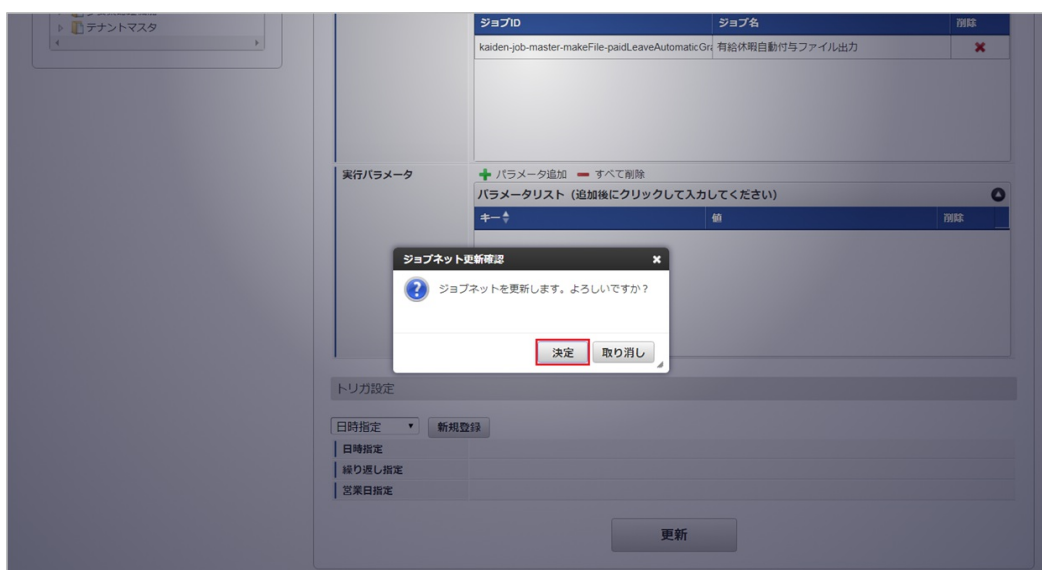 テナントマスタ
ジョブID ジョブ名 削除
kaiden-job-master-makeFile-paidLeaveAutomaticGra 有給休暇自動付与ファイル出力
実行パラメータ
パラメータ追加 すべて削除
パラメータリスト（追加後にクリックして入力してください）
キー 値 削除
ジョブネット更新確認
ジョブネットを更新します。よろしいですか？
決定 取り消し
トリガ設定
日時指定 新規登録
日時指定
繰り返し指定
営業日指定
更新